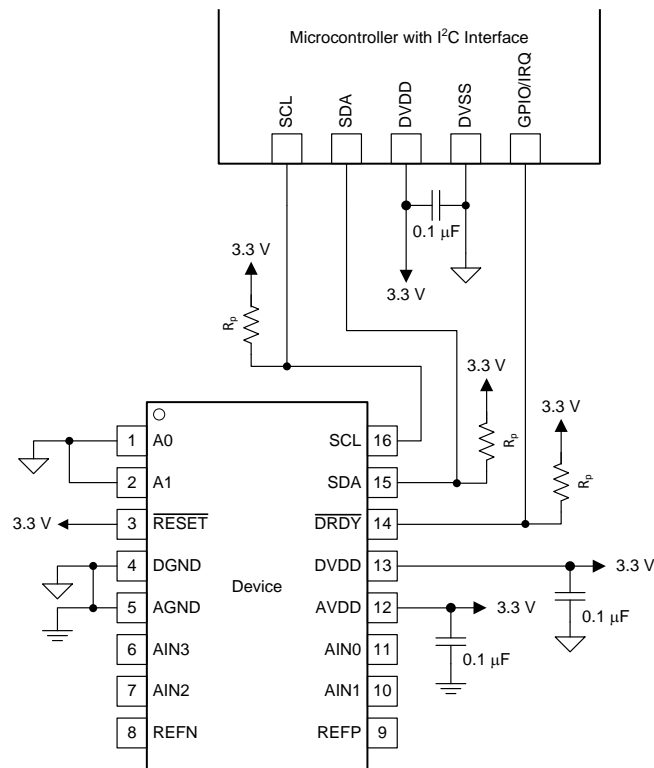 Microcontroller with I²C Interface
SCL
SDA
DVDD
DVSS
GPIO/IRQ
0.1 μF
3.3 V
3.3 V
Rp
3.3 V
Rp
3.3 V
Rp
1 A0
SCL 16
2 A1
SDA 15
3.3 V
3 RESET
DRDY 14
4 DGND
DVDD 13
3.3 V
Device
5 AGND
AVDD 12
3.3 V
0.1 μF
6 AIN3
AIN0 11
0.1 μF
7 AIN2
AIN1 10
8 REFN
REFP 9